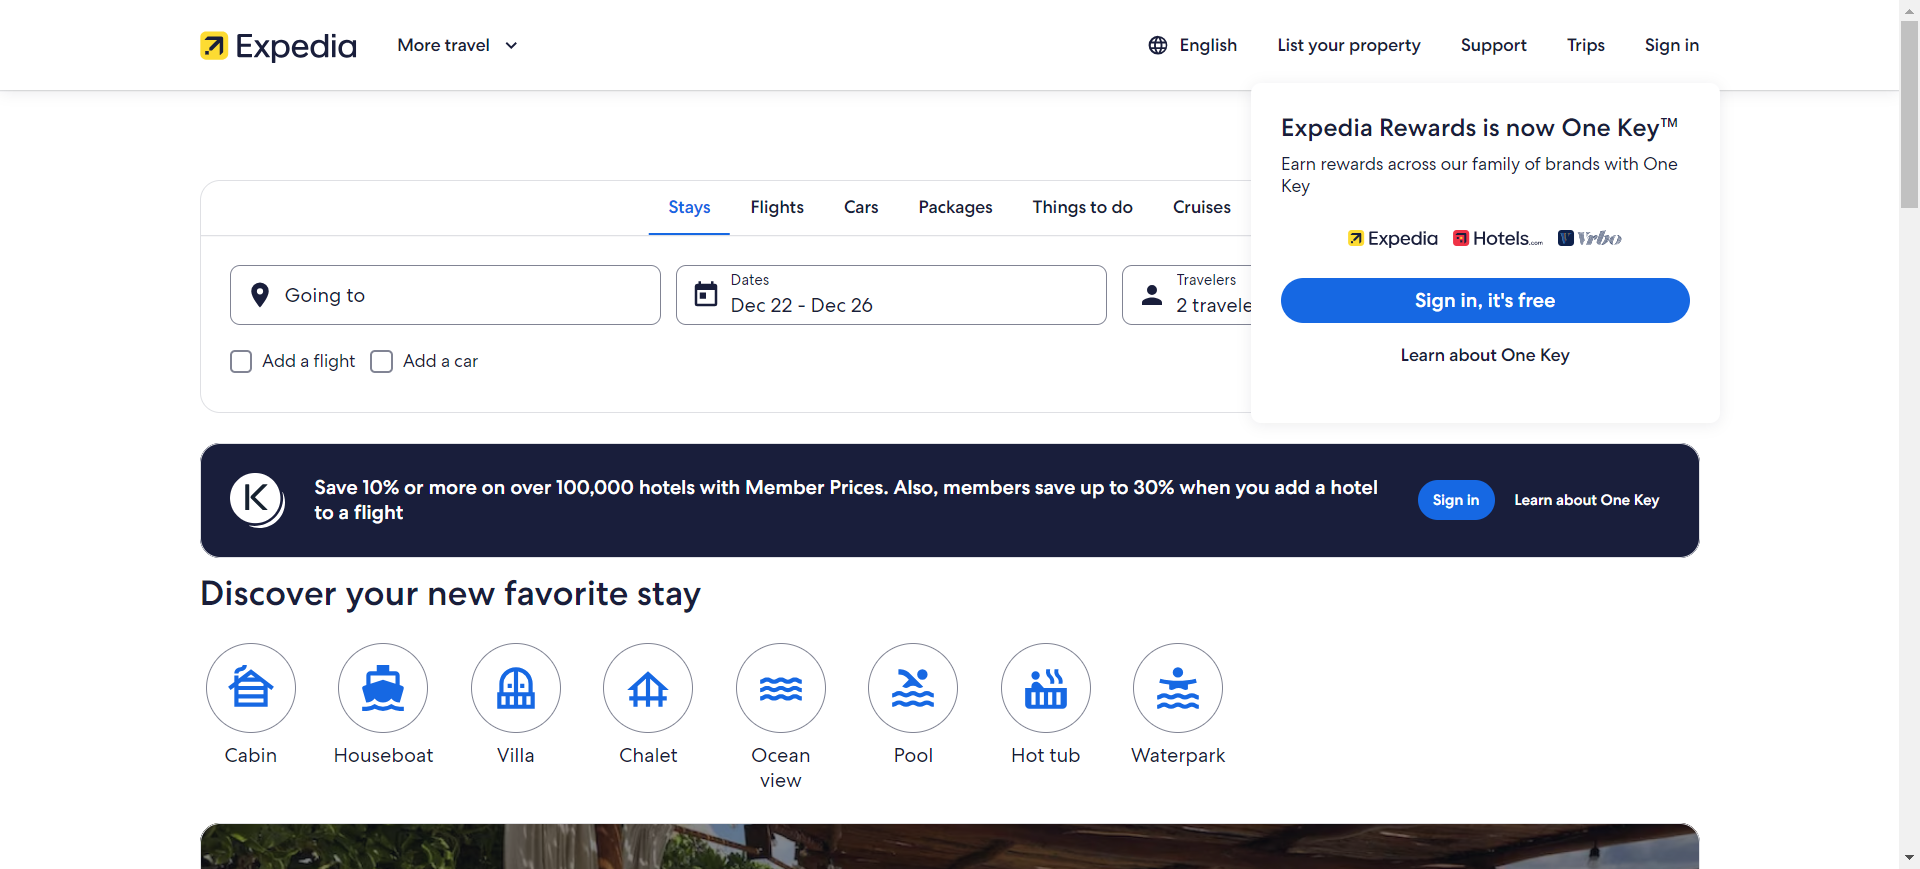 Expedia
More travel
English
List your property
Support
Trips
Sign in
Expedia Rewards is now One Key™
Earn rewards across our family of brands with One
Key
Expedia
Hotels.com
Vrbo
Sign in, it's free
Learn about One Key
Stays
Flights
Cars
Packages
Things to do
Cruises
Going to
Dates
Dec 22 - Dec 26
Travelers
2 travele
Add a flight
Add a car
Save 10% or more on over 100,000 hotels with Member Prices. Also, members save up to 30% when you add a hotel
to a flight
Sign in
Learn about One Key
Discover your new favorite stay
Cabin
Houseboat
Villa
Chalet
Ocean
view
Pool
Hot tub
Waterpark